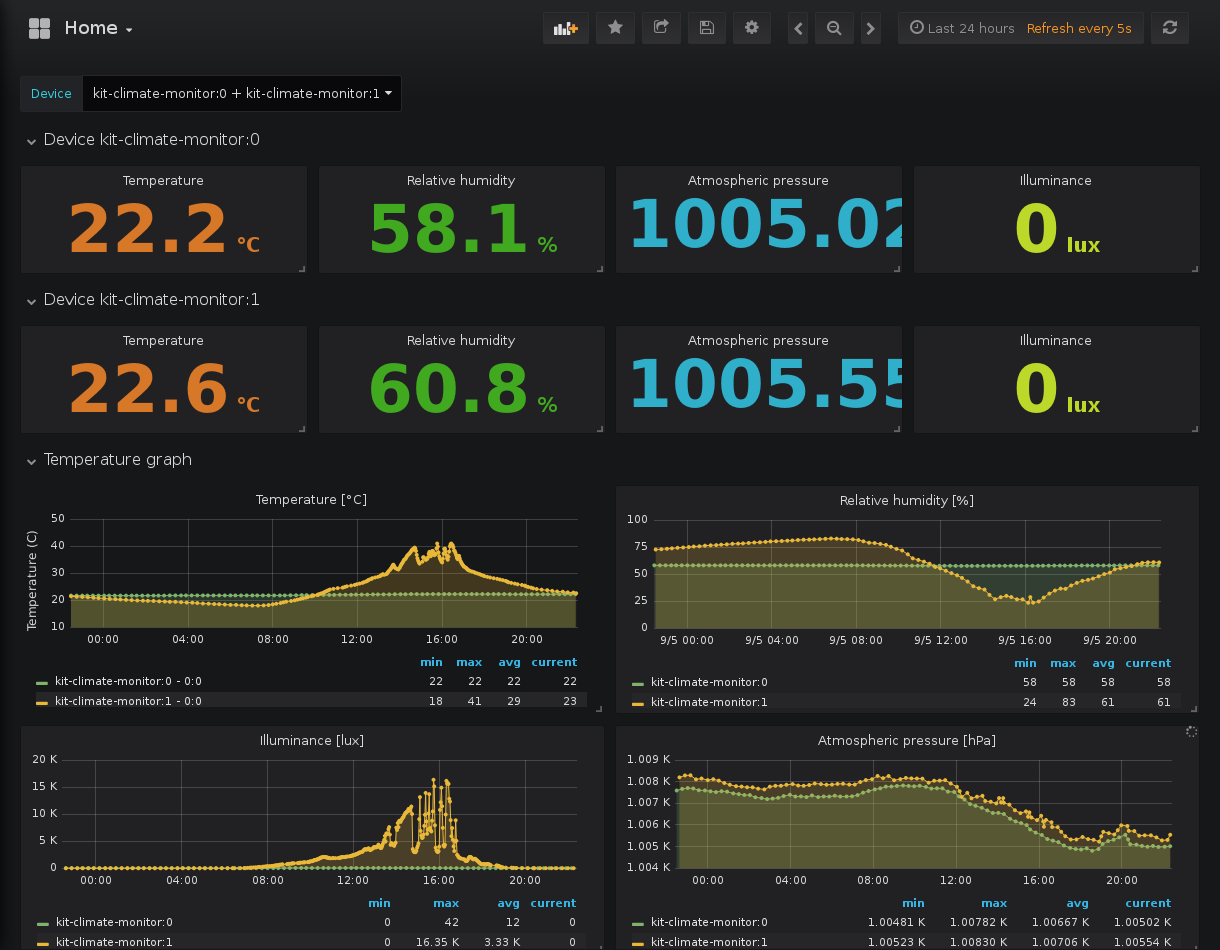 Home
Last 24 hours Refresh every 5s
Device kit-climate-monitor:0 + kit-climate-monitor:1
Device kit-climate-monitor:0
Temperature Relative humidity Atmospheric pressure Illuminance
22.2 °C 58.1 % 1005.02 0 lux
Device kit-climate-monitor:1
Temperature Relative humidity Atmospheric pressure Illuminance
22.6 °C 60.8 % 1005.55 0 lux
Temperature graph
Temperature [°C]
Temperature (C)
50
40
30
20
10
00:00 04:00 08:00 12:00 16:00 20:00
min max avg current
kit-climate-monitor:0 - 0:0 22 22 22 22
kit-climate-monitor:1 - 0:0 18 41 29 23
Relative humidity [%]
100
75
50
25
0
9/5 00:00 9/5 04:00 9/5 08:00 9/5 12:00 9/5 16:00 9/5 20:00
min max avg current
kit-climate-monitor:0 58 58 58 58
kit-climate-monitor:1 24 83 61 61
Illuminance [lux]
20 K
15 K
10 K
5 K
0
00:00 04:00 08:00 12:00 16:00 20:00
min max avg current
kit-climate-monitor:0 0 42 12 0
kit-climate-monitor:1 0 16.35 K 3.33 K 0
Atmospheric pressure [hPa]
1.009 K
1.008 K
1.007 K
1.006 K
1.005 K
1.004 K
00:00 04:00 08:00 12:00 16:00 20:00
min max avg current
kit-climate-monitor:0 1.00481 K 1.00782 K 1.00667 K 1.00502 K
kit-climate-monitor:1 1.00523 K 1.00830 K 1.00706 K 1.00554 K